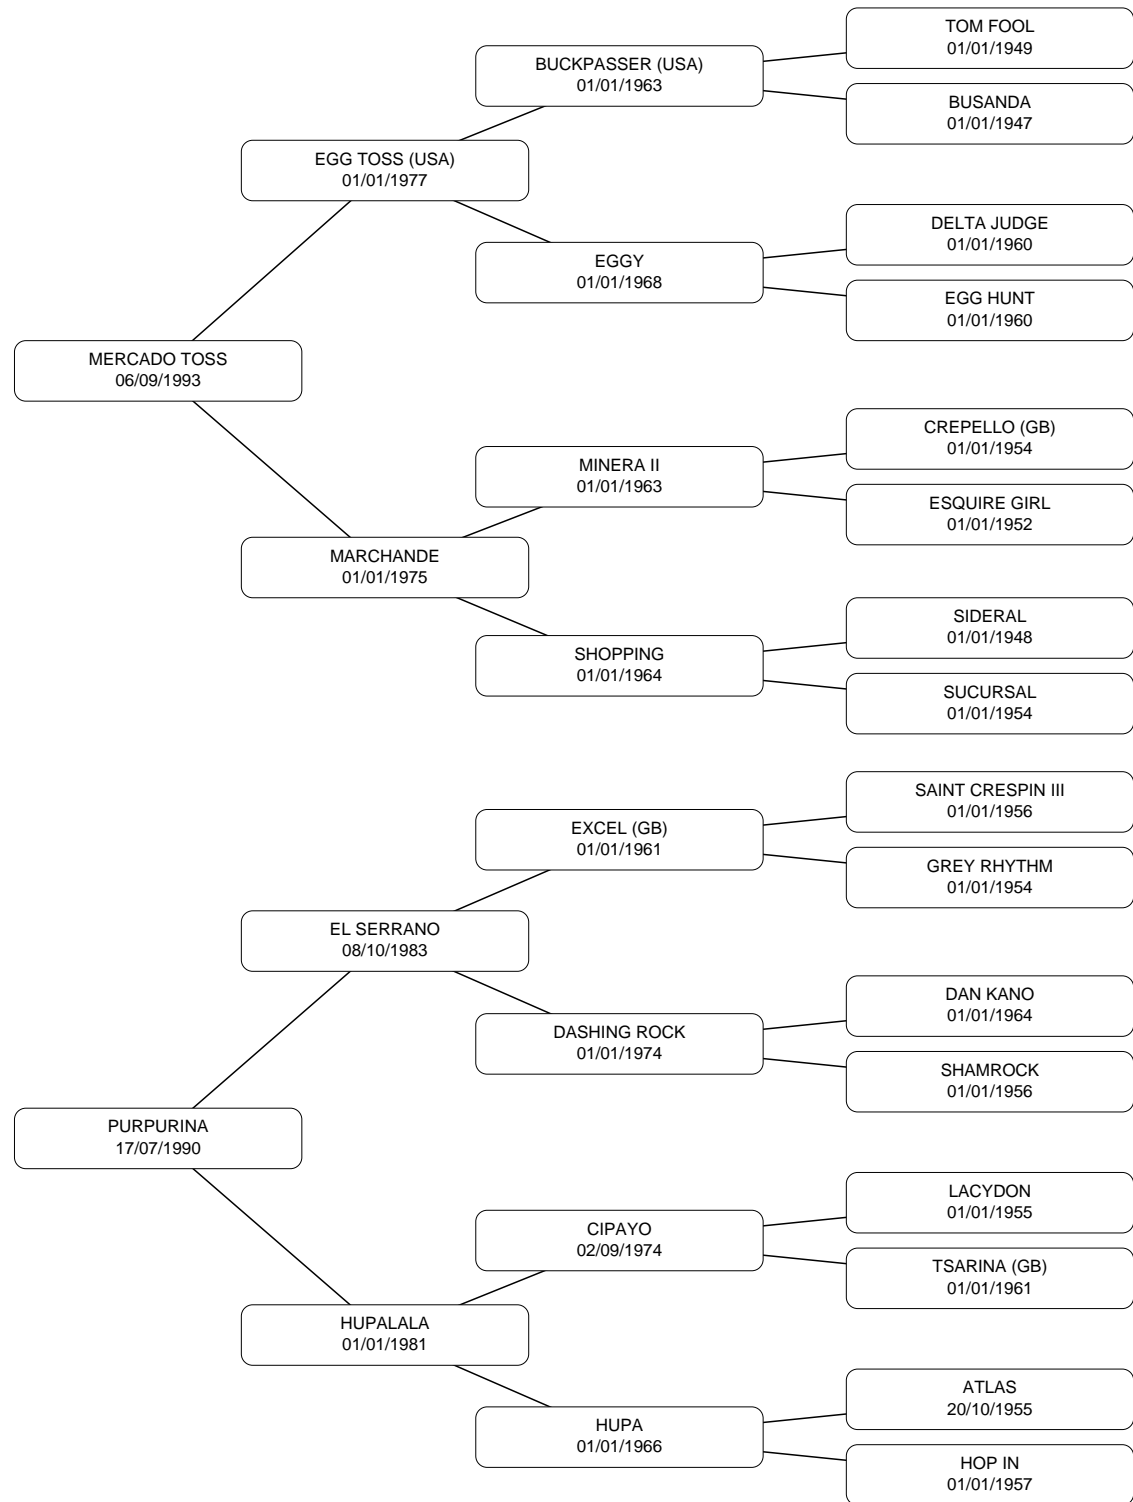 TOM FOOL
01/01/1949
BUCKPASSER (USA)
01/01/1963
BUSANDA
01/01/1947
EGG TOSS (USA)
01/01/1977
DELTA JUDGE
01/01/1960
EGGY
01/01/1968
EGG HUNT
01/01/1960
MERCADO TOSS
06/09/1993
CREPELLO (GB)
01/01/1954
MINERA II
01/01/1963
ESQUIRE GIRL
01/01/1952
MARCHANDE
01/01/1975
SIDERAL
01/01/1948
SHOPPING
01/01/1964
SUCURSAL
01/01/1954
SAINT CRESPIN III
01/01/1956
EXCEL (GB)
01/01/1961
GREY RHYTHM
01/01/1954
EL SERRANO
08/10/1983
DAN KANO
01/01/1964
DASHING ROCK
01/01/1974
SHAMROCK
01/01/1956
PURPURINA
17/07/1990
LACYDON
01/01/1955
CIPAYO
02/09/1974
TSARINA (GB)
01/01/1961
HUPALALA
01/01/1981
ATLAS
20/10/1955
HUPA
01/01/1966
HOP IN
01/01/1957